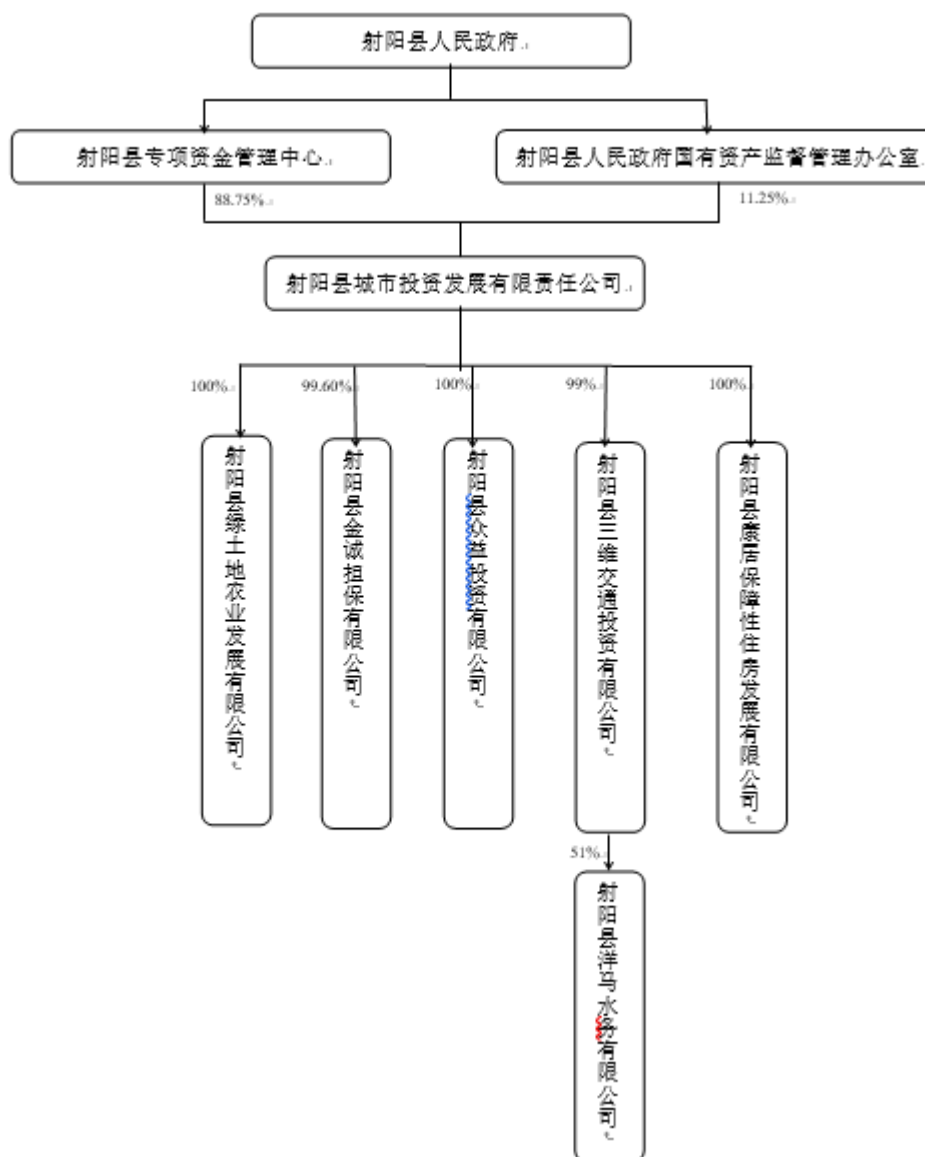 射阳县人民政府
射阳县专项资金管理中心
射阳县人民政府国有资产监督管理办公室
88.75%
11.25%
射阳县城市投资发展有限责任公司
100%
99.60%
100%
99%
100%
射阳县绿土地农业发展有限公司
射阳县金诚担保有限公司
射阳县众益投资有限公司
射阳县三维交通投资有限公司
射阳县康居保障性住房发展有限公司
51%
射阳县洋马水务有限公司